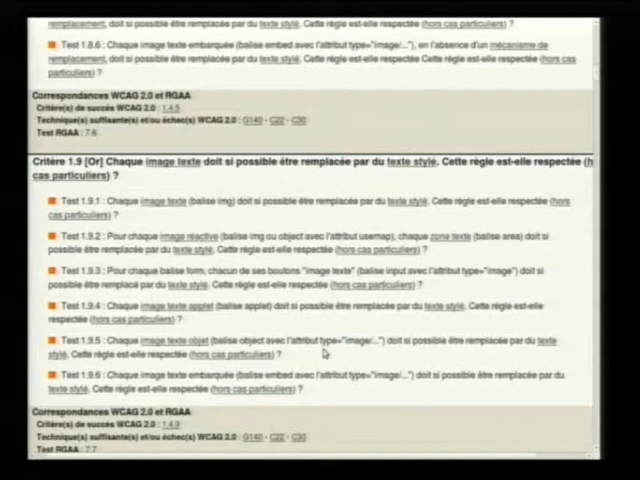 remplacement, doit si possible être remplacée par du texte stylé. Cette règle est-elle respectée (hors cas particuliers) ?
Test 1.8.6 : Chaque image texte embarquée (balise embed avec l'attribut type="image/..."), en l'absence d'un mécanisme de
remplacement, doit si possible être remplacée par du texte stylé. Cette règle est-elle respectée Cette règle est-elle respectée (hors cas
particuliers) ?
Correspondances WCAG 2.0 et RGAA
Critère(s) de succès WCAG 2.0 : 1.4.5
Technique(s) suffisante(s) et/ou échec(s) WCAG 2.0 : G140 - C22 - C30
Test RGAA : 7.6
Critère 1.9 [Or] Chaque image texte doit si possible être remplacée par du texte stylé. Cette règle est-elle respectée (h
cas particuliers) ?
Test 1.9.1 : Chaque image texte (balise img) doit si possible être remplacée par du texte stylé. Cette règle est-elle respectée (hors
cas particuliers) ?
Test 1.9.2 : Pour chaque image réactive (balise img ou object avec l'attribut usemap), chaque zone texte (balise area) doit si
possible être remplacée par du texte stylé. Cette règle est-elle respectée (hors cas particuliers) ?
Test 1.9.3 : Pour chaque balise form, chacun de ses boutons "image texte" (balise input avec l'attribut type="image") doit si
possible être remplacé par du texte stylé. Cette règle est-elle respectée (hors cas particuliers) ?
Test 1.9.4 : Chaque image texte applet (balise applet) doit si possible être remplacée par du texte stylé. Cette règle est-elle
respectée (hors cas particuliers) ?
Test 1.9.5 : Chaque image texte objet (balise object avec l'attribut type="image/...") doit si possible être remplacée par du texte
stylé. Cette règle est-elle respectée (hors cas particuliers) ?
Test 1.9.6 : Chaque image texte embarquée (balise embed avec l'attribut type="image/...") doit si possible être remplacée par du
texte stylé. Cette règle est-elle respectée (hors cas particuliers) ?
Correspondances WCAG 2.0 et RGAA
Critère(s) de succès WCAG 2.0 : 1.4.9
Technique(s) suffisante(s) et/ou échec(s) WCAG 2.0 : G140 - C22 - C30
Test RGAA : 7.7